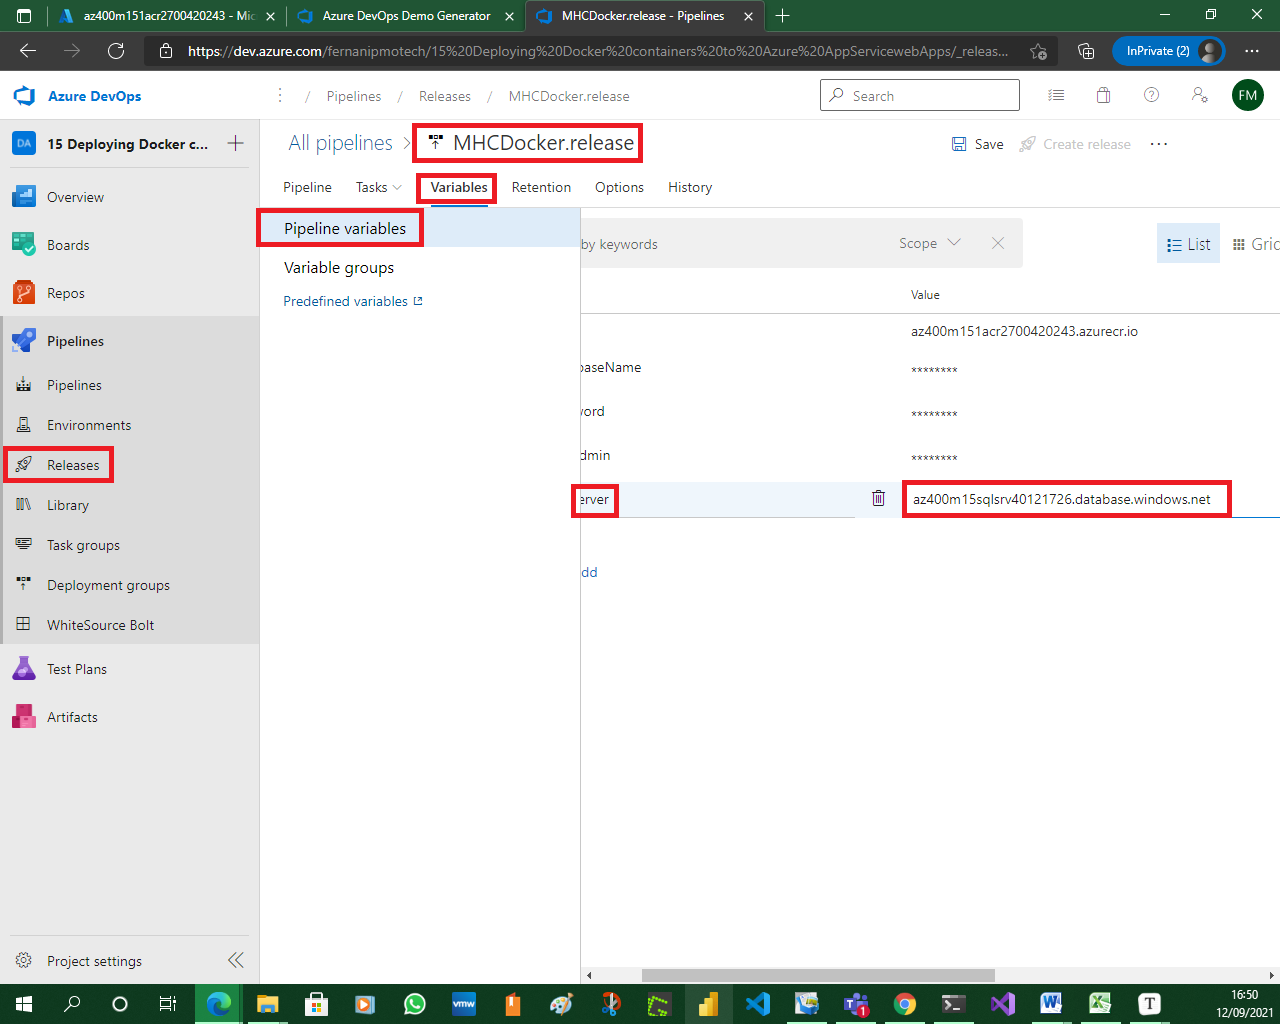 az400m151acr2700420243 - Mic
Azure DevOps Demo Generator
MHCDocker.release - Pipelines
https://dev.azure.com/fernanipmotech/15%20Deploying%20Docker%20containers%20to%20Azure%20AppServicewebApps/_releas...
InPrivate (2)
Azure DevOps
/ Pipelines / Releases / MHCDocker.release
Search
FM
DA
15 Deploying Docker c...
All pipelines > MHCDocker.release
Save
Create release
Pipeline
Tasks
Variables
Retention
Options
History
Overview
Boards
Repos
Pipelines
Pipelines
Environments
Releases
Library
Task groups
Deployment groups
WhiteSource Bolt
Test Plans
Artifacts
Project settings
Pipeline variables
Variable groups
Predefined variables
by keywords
Scope
List
Grid
Value
az400m151acr2700420243.azurecr.io
baseName
********
word
********
dmin
********
erver
az400m15sqlsrv40121726.database.windows.net
dd
vmw
1
T
16:50
12/09/2021